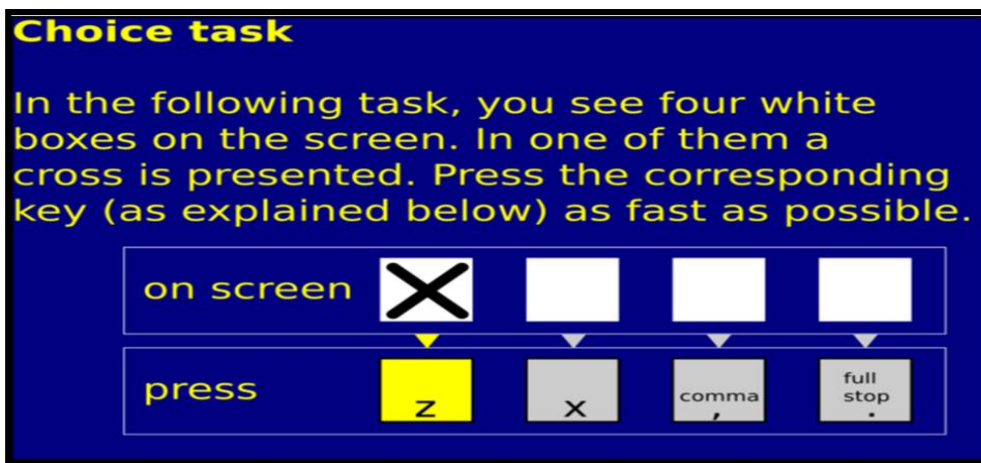 Choice task
In the following task, you see four white
boxes on the screen. In one of them a
cross is presented. Press the corresponding
key (as explained below) as fast as possible.
on screen
press
z
x
comma
,
full
stop
.